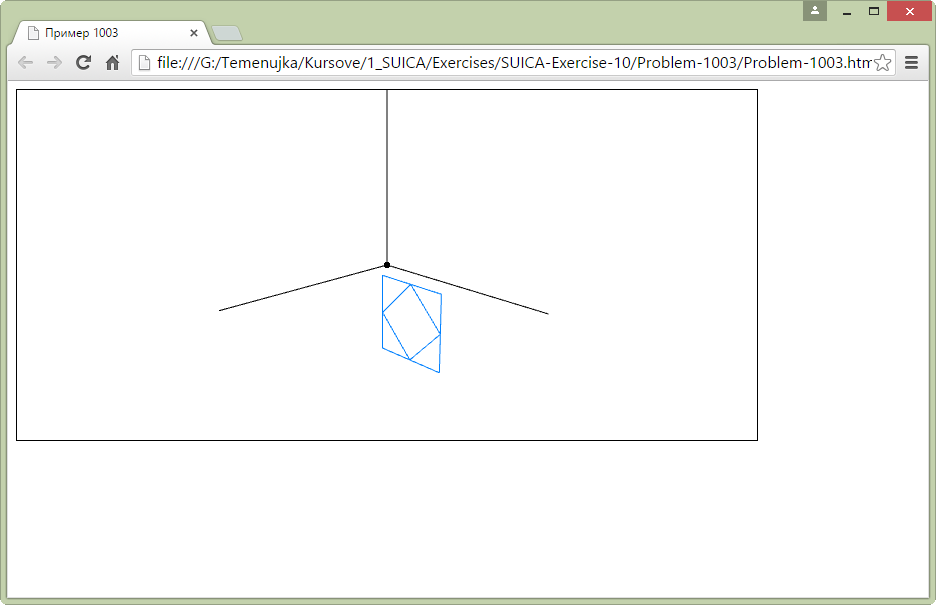 Пример 1003
file:///G:/Temenujka/Kursove/1_SUICA/Exercises/SUICA-Exercise-10/Problem-1003/Problem-1003.htm